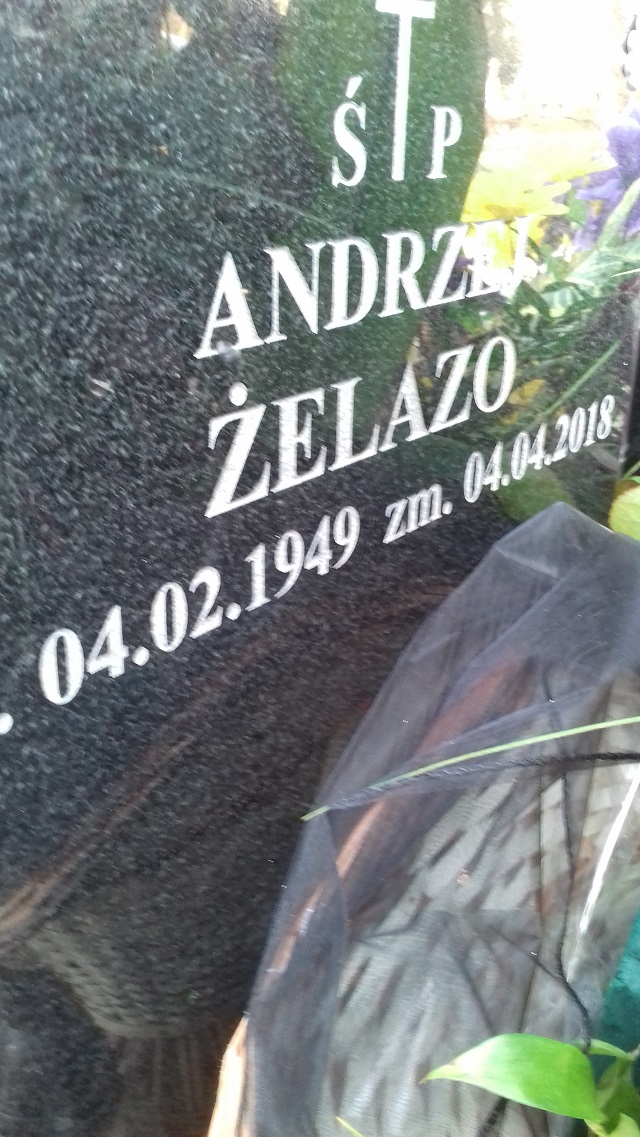 Ś P
ANDRZEJ
ŻELAZO
. 04.02.1949 zm. 04.04.2018